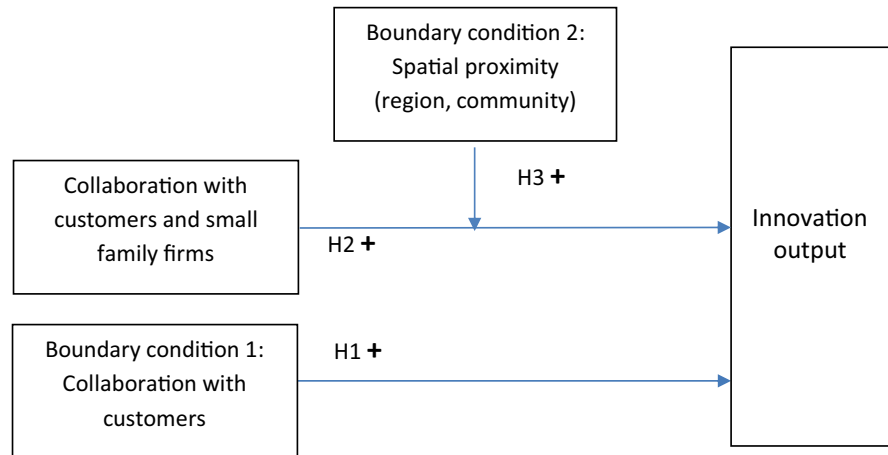 Boundary condition 2:
Spatial proximity
(region, community)
H3 +
Collaboration with
customers and small
family firms
H2 +
Innovation
output
Boundary condition 1:
Collaboration with
customers
H1 +